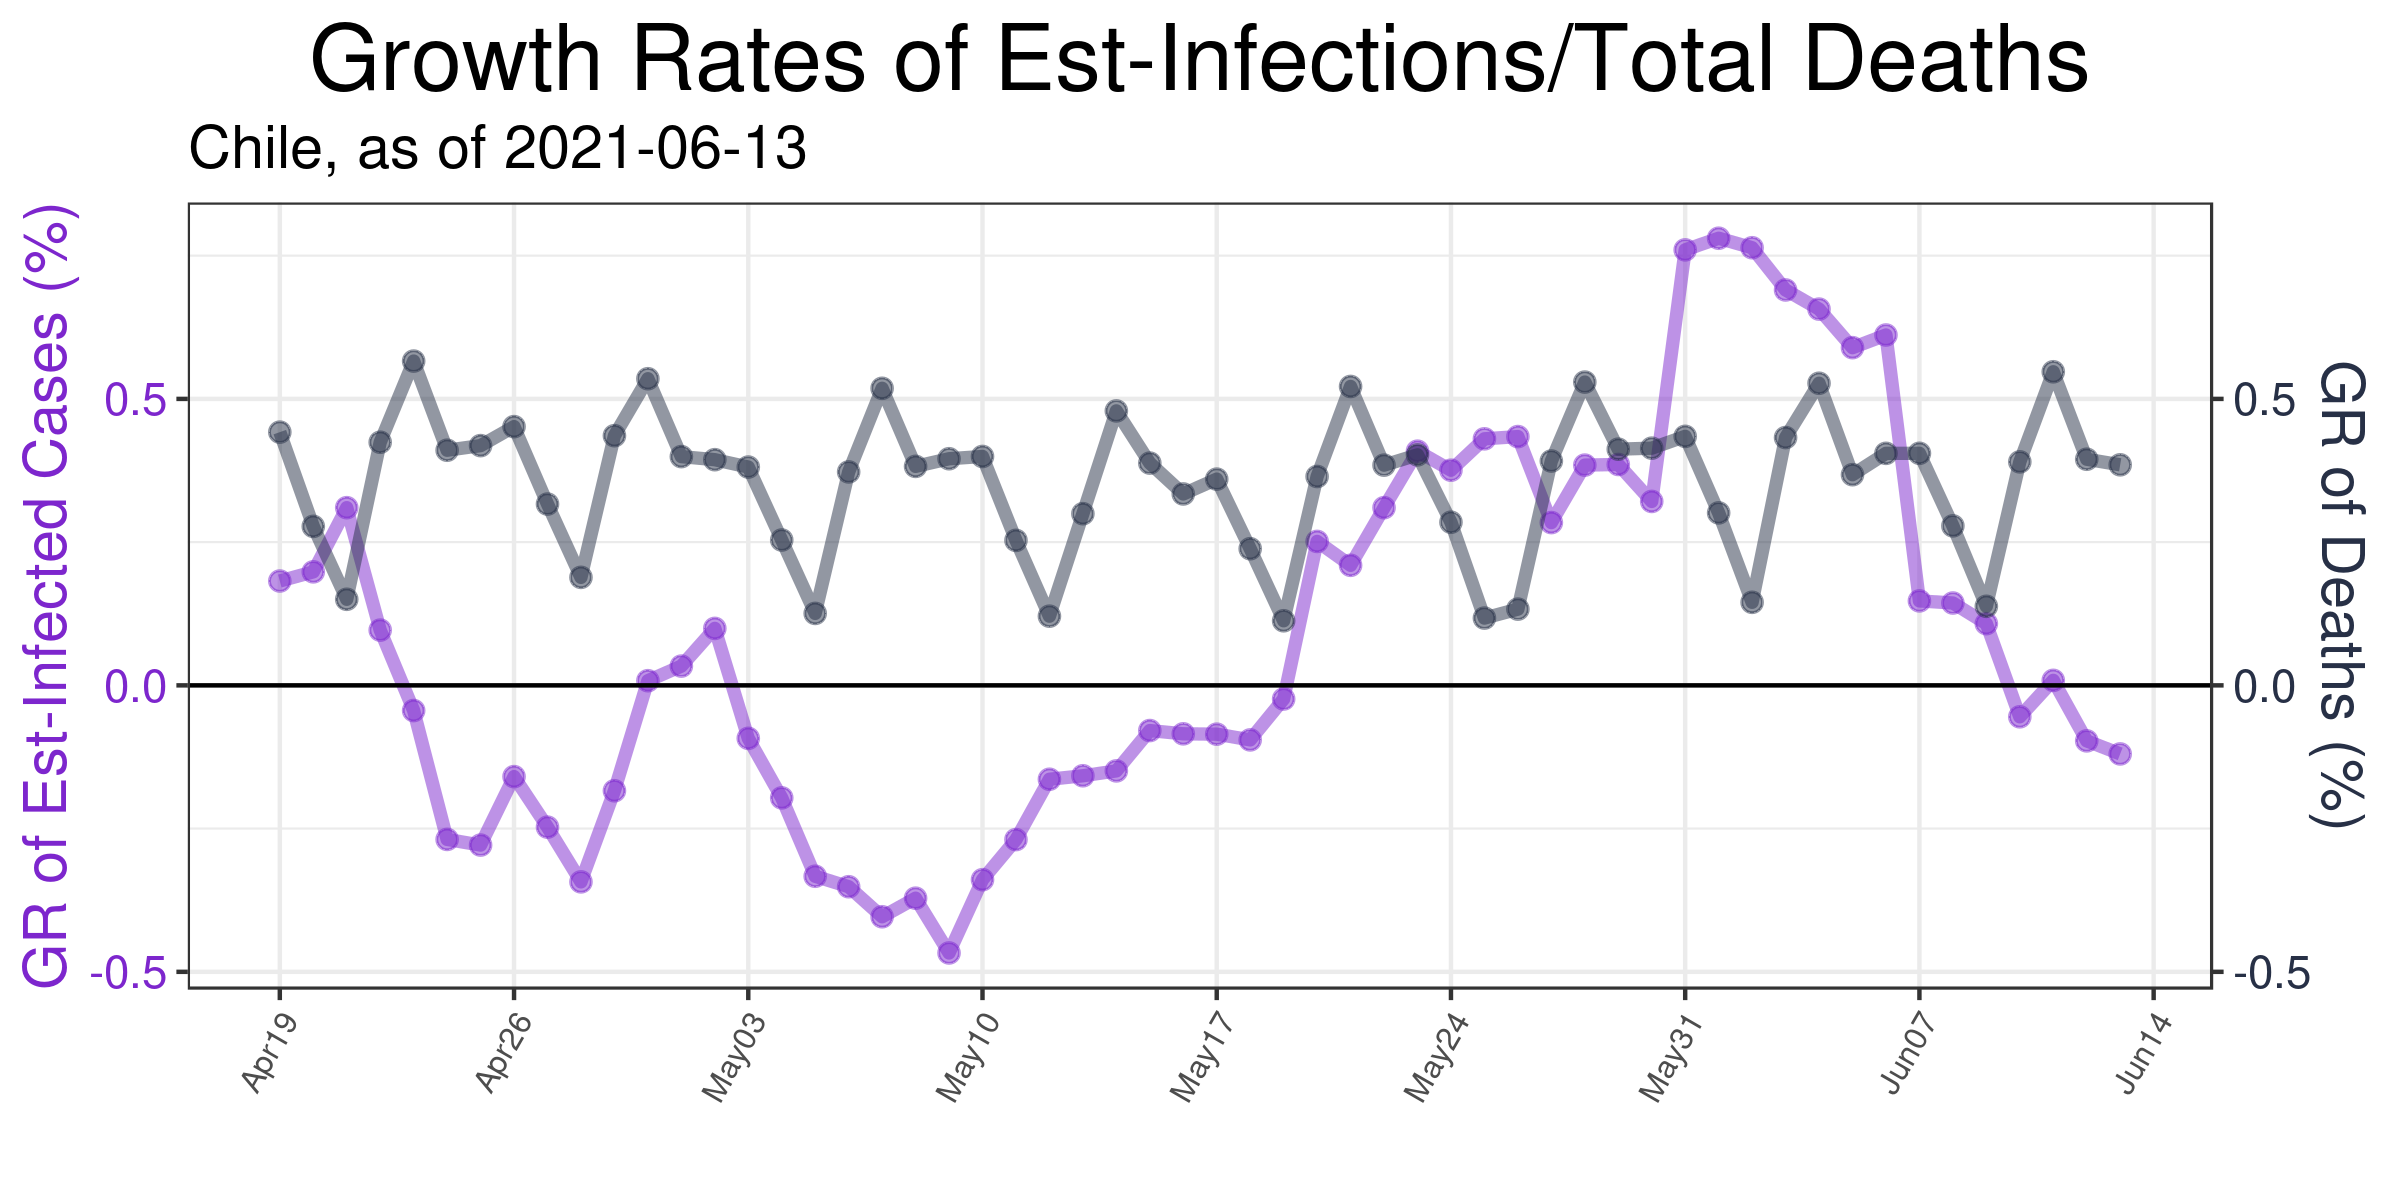 Growth Rates of Est-Infections/Total Deaths
Chile, as of 2021-06-13
GR of Est-Infected Cases (%)
0.5
0.0
-0.5
0.5
0.0
-0.5
GR of Deaths (%)
Apr19
Apr26
May03
May10
May17
May24
May31
Jun07
Jun14